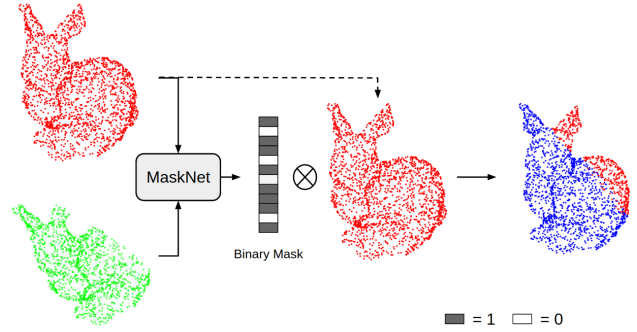 MaskNet
Binary Mask
= 1 = 0